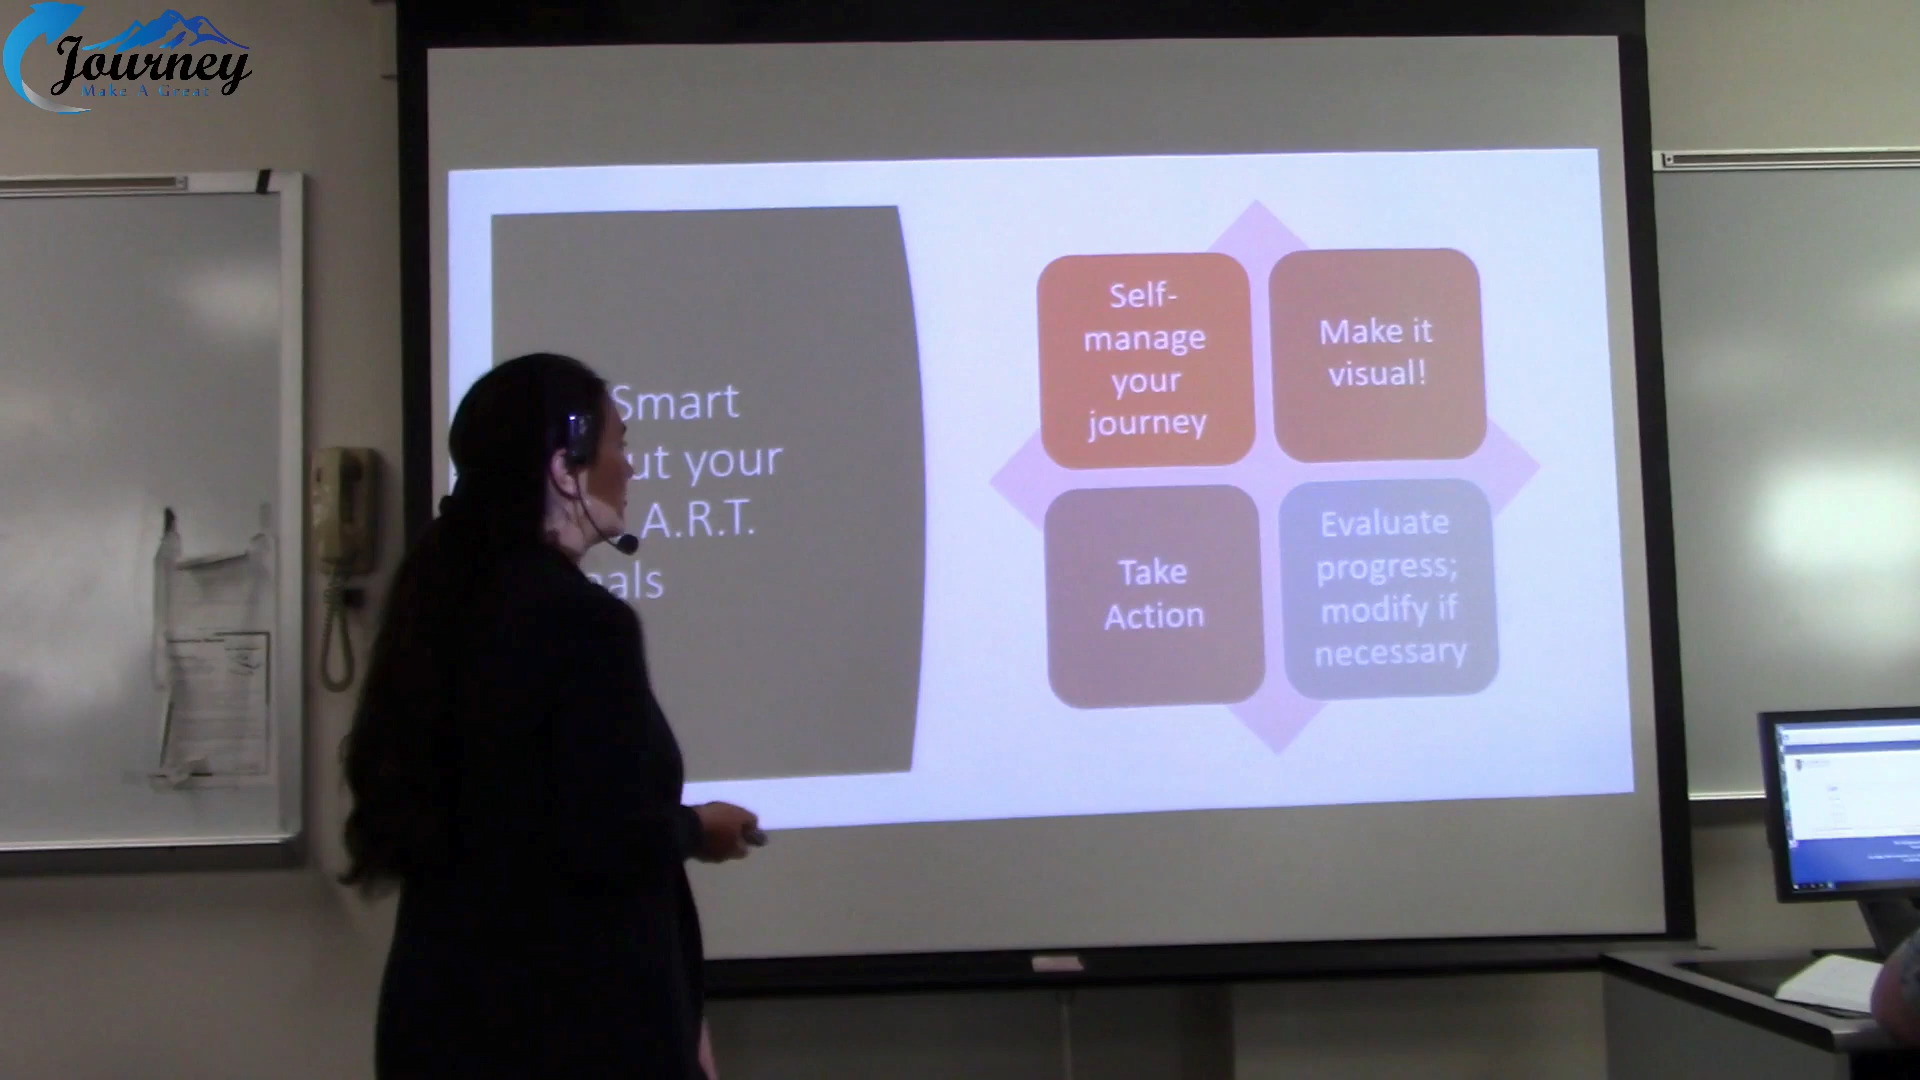 Journey
Make A Great
Smart
ut your
A.R.T.
als
Self-
manage
your
journey
Make it
visual!
Take
Action
Evaluate
progress;
modify if
necessary